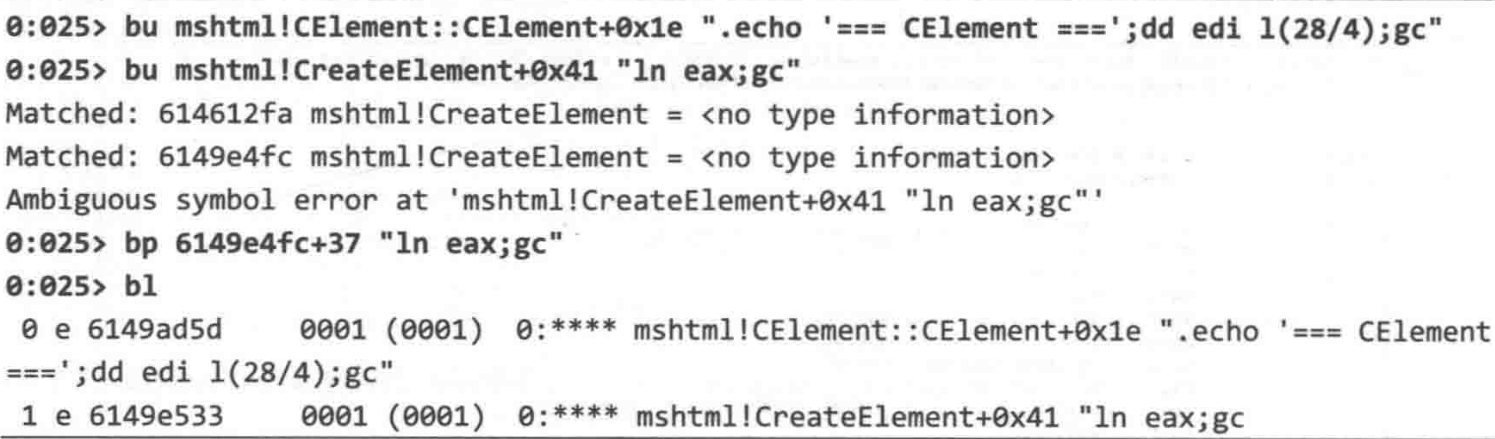 0:025> bu mshtml!CElement::CElement+0x1e ".echo '=== CElement ===';dd edi l(28/4);gc"
0:025> bu mshtml!CreateElement+0x41 "ln eax;gc"
Matched: 614612fa mshtml!CreateElement = <no type information>
Matched: 6149e4fc mshtml!CreateElement = <no type information>
Ambiguous symbol error at 'mshtml!CreateElement+0x41 "ln eax;gc"'
0:025> bp 6149e4fc+37 "ln eax;gc"
0:025> bl
 0 e 6149ad5d     0001 (0001)  0:**** mshtml!CElement::CElement+0x1e ".echo '=== CElement
===';dd edi l(28/4);gc"
 1 e 6149e533     0001 (0001)  0:**** mshtml!CreateElement+0x41 "ln eax;gc